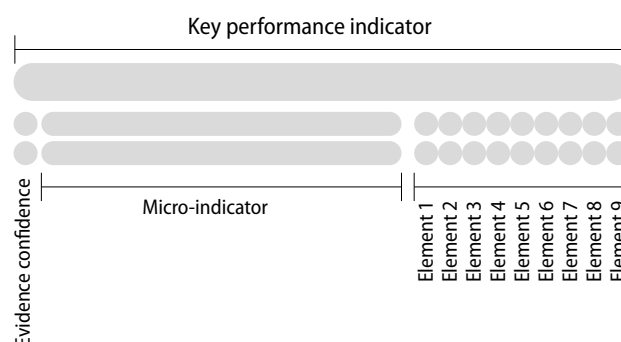 Key performance indicator
Micro-indicator
Evidence confidence
Element 1
Element 2
Element 3
Element 4
Element 5
Element 6
Element 7
Element 8
Element 9